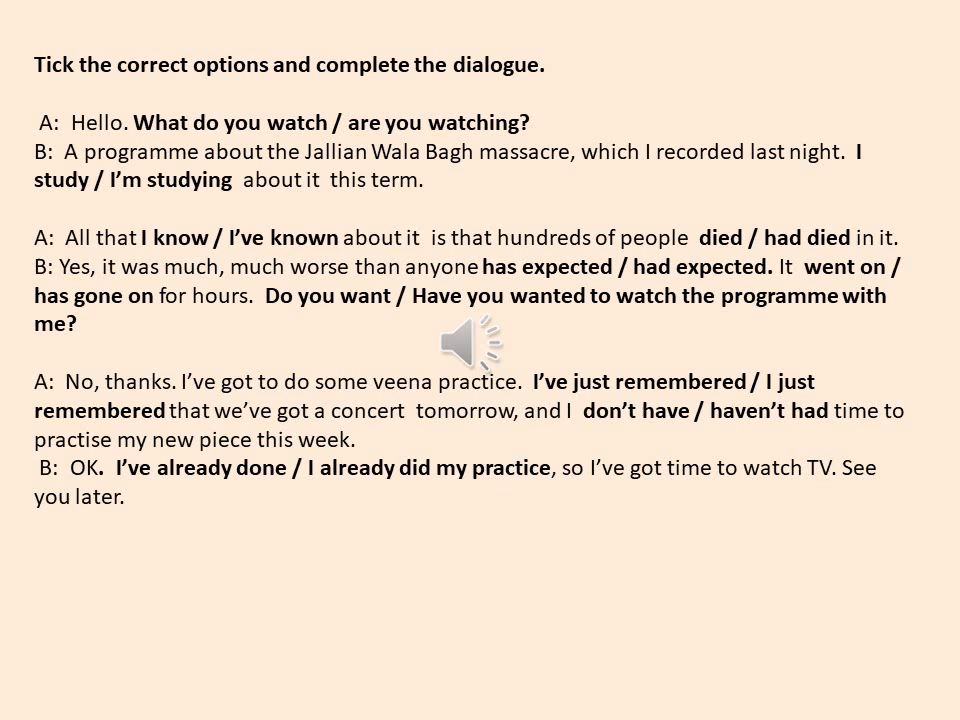 Tick the correct options and complete the dialogue.
A: Hello. What do you watch / are you watching?
B: A programme about the Jallian Wala Bagh massacre, which I recorded last night. I
study / I’m studying about it this term.
A: All that I know / I’ve known about it is that hundreds of people died / had died in it.
B: Yes, it was much, much worse than anyone has expected / had expected. It went on /
has gone on for hours. Do you want / Have you wanted to watch the programme with
me?
A: No, thanks. I’ve got to do some veena practice. I’ve just remembered / I just
remembered that we’ve got a concert tomorrow, and I don’t have / haven’t had time to
practise my new piece this week.
B: OK. I’ve already done / I already did my practice, so I’ve got time to watch TV. See
you later.